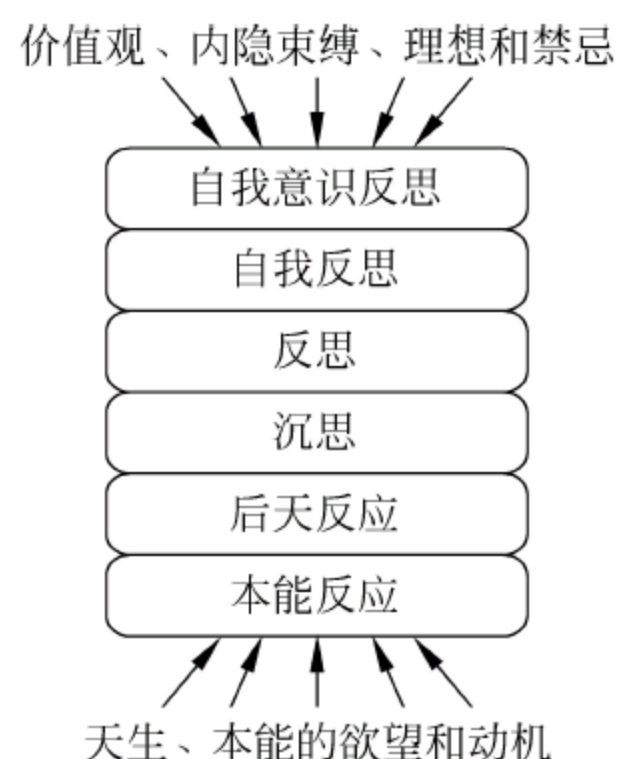 价值观、内隐束缚、理想和禁忌
自我意识反思
自我反思
反思
沉思
后天反应
本能反应
天生、本能的欲望和动机